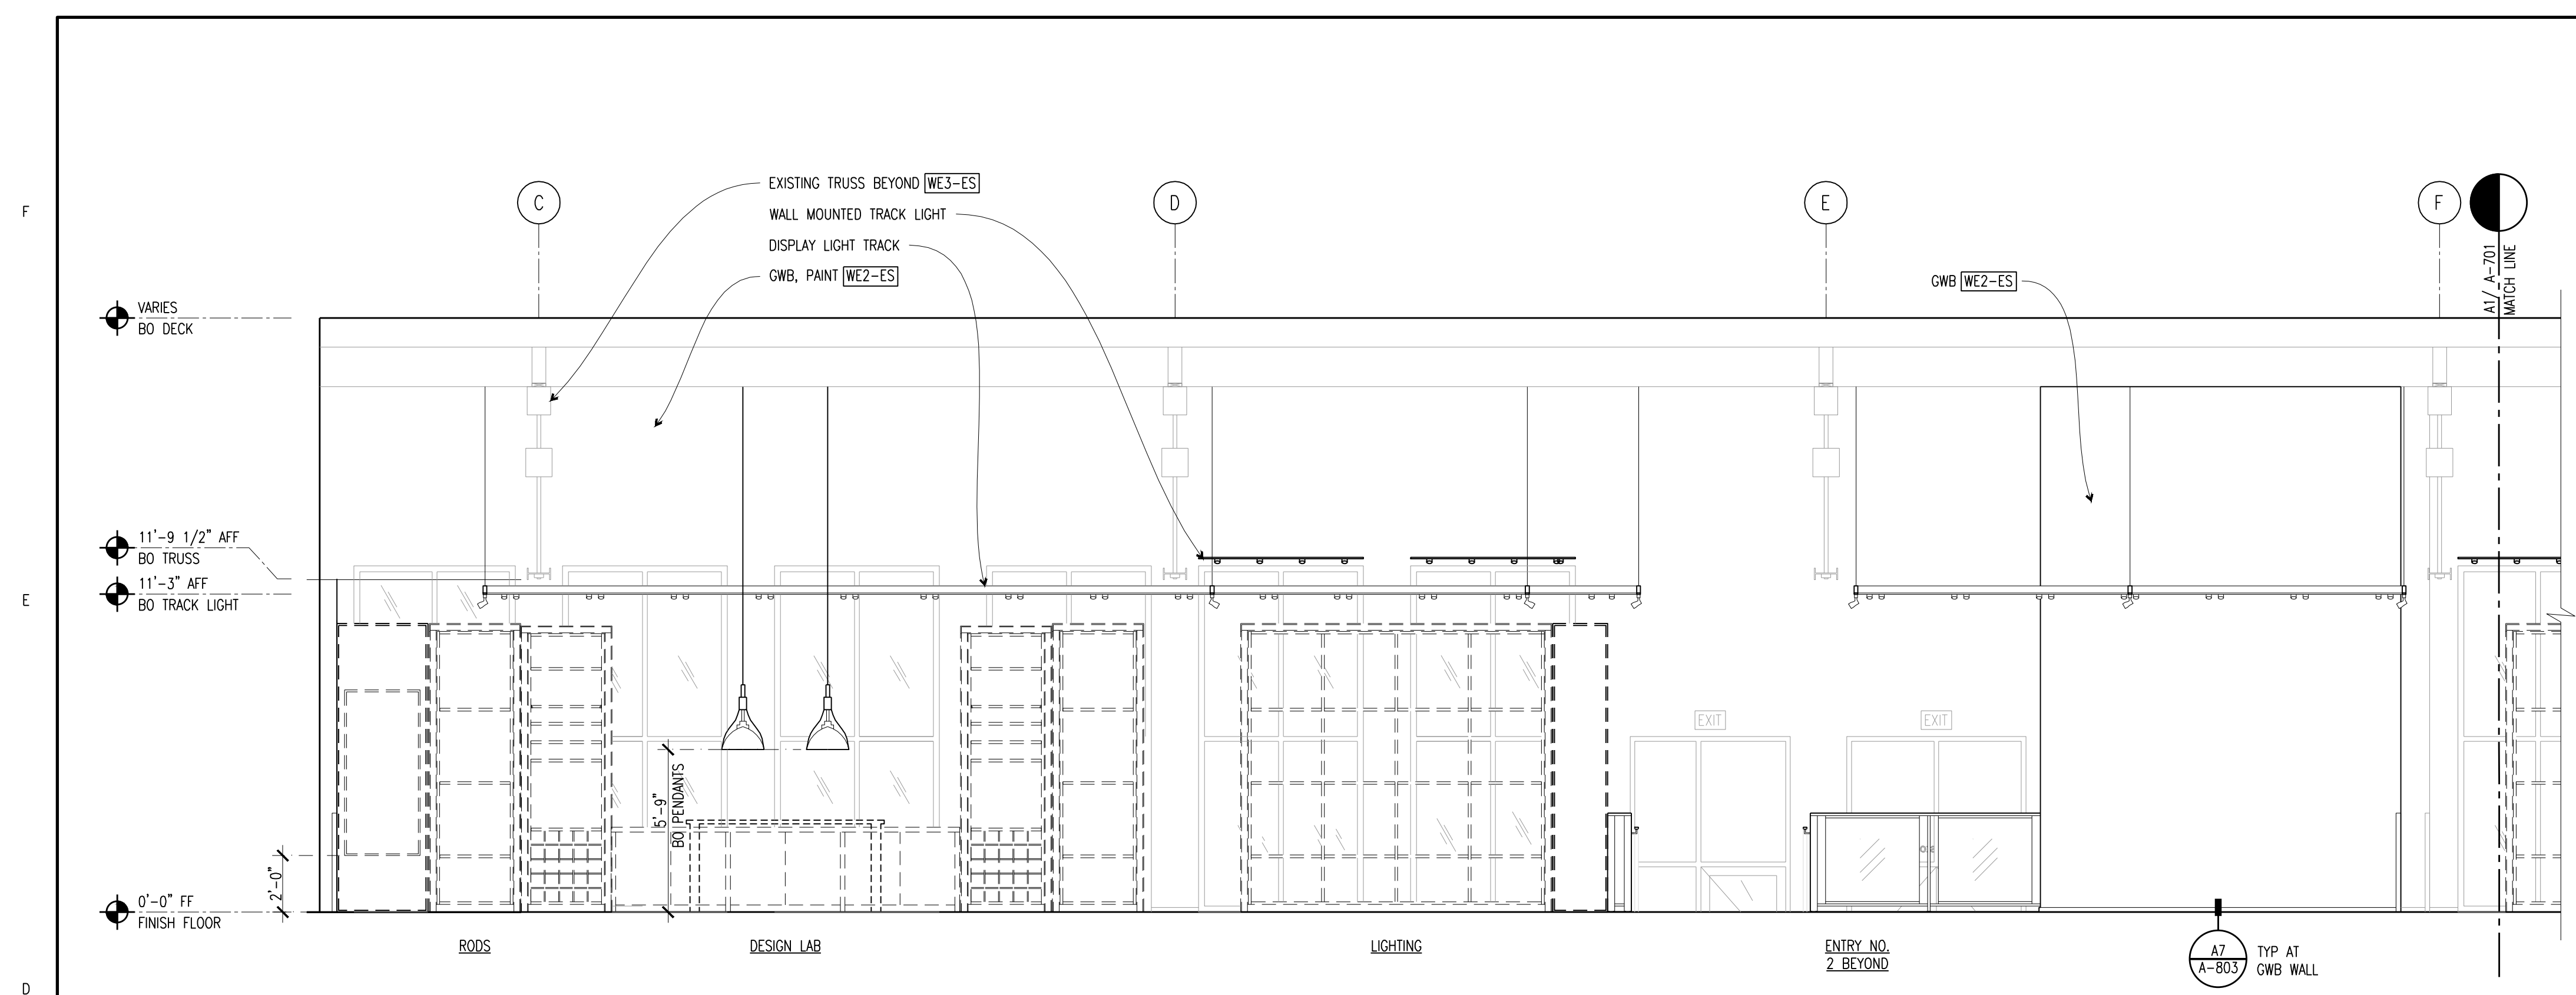 EXISTING TRUSS BEYOND WE3-ES
WALL MOUNTED TRACK LIGHT
DISPLAY LIGHT TRACK
GWB, PAINT WE2-ES
C
D
E
F
F
A1/ A-701
MATCH LINE
GWB WE2-ES
VARIES
BO DECK
11'-9 1/2" AFF
BO TRUSS
11'-3" AFF
BO TRACK LIGHT
E
EXIT
EXIT
5'-9"
BO PENDANTS
2'-0"
0'-0" FF
FINISH FLOOR
RODS
DESIGN LAB
LIGHTING
ENTRY NO.
2 BEYOND
A7
A-803
TYP AT
GWB WALL
D